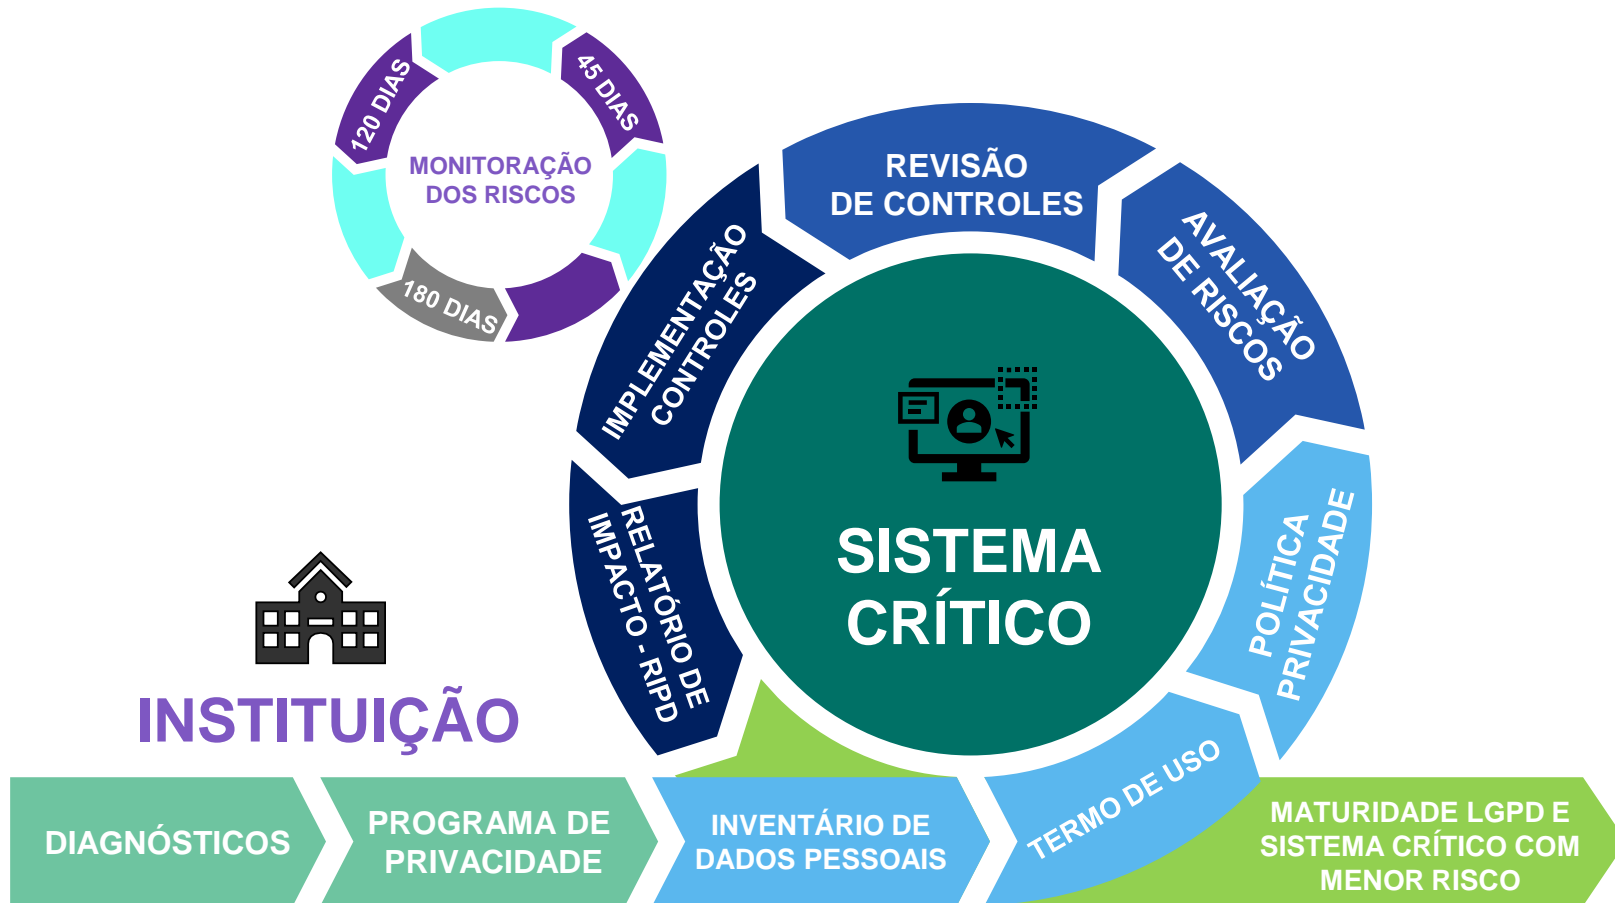 120 DIAS
45 DIAS
MONITORAÇÃO
DOS RISCOS
180 DIAS
REVISÃO
DE CONTROLES
AVALIAÇÃO
DE RISCOS
IMPLEMENTAÇÃO
CONTROLES
POLÍTICA
PRIVACIDADE
RELATÓRIO DE
IMPACTO - RIPD
SISTEMA
CRÍTICO
INSTITUIÇÃO
TERMO DE USO
DIAGNÓSTICOS
PROGRAMA DE
PRIVACIDADE
INVENTÁRIO DE
DADOS PESSOAIS
MATURIDADE LGPD E
SISTEMA CRÍTICO COM
MENOR RISCO